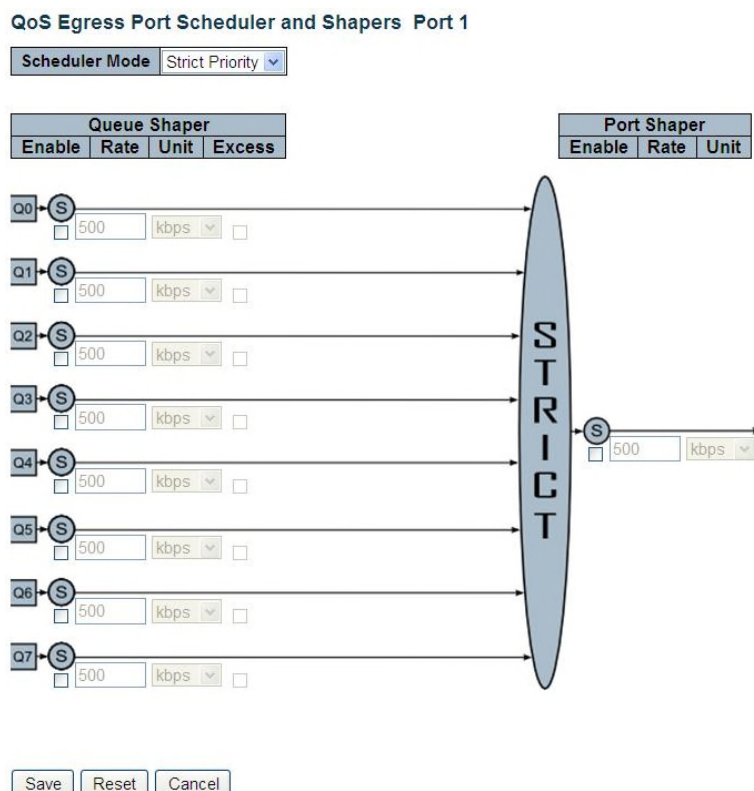 QoS Egress Port Scheduler and Shapers Port 1
Scheduler Mode Strict Priority
Queue Shaper Port Shaper
Enable Rate Unit Excess Enable Rate Unit
Q0 S
500 kbps
Q1 S
500 kbps
Q2 S
500 kbps
Q3 S
500 kbps
Q4 S
500 kbps
Q5 S
500 kbps
Q6 S
500 kbps
Q7 S
500 kbps
STRICT
S
500 kbps
Save Reset Cancel